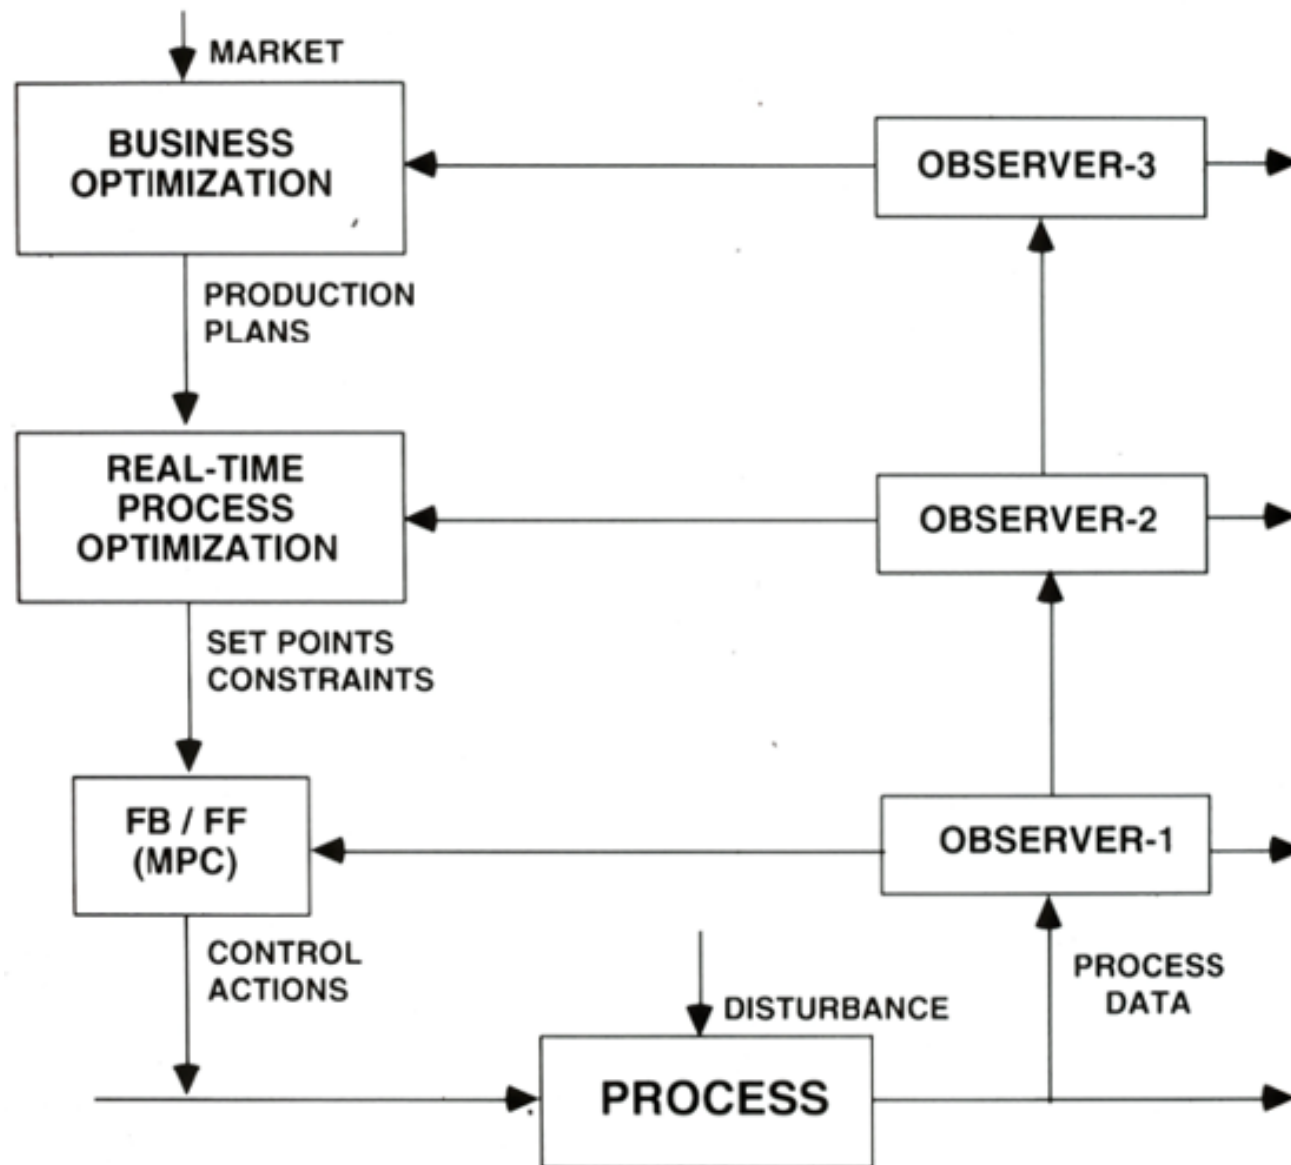 MARKET
BUSINESS
OPTIMIZATION
OBSERVER-3
PRODUCTION
PLANS
REAL-TIME
PROCESS
OPTIMIZATION
OBSERVER-2
SET POINTS
CONSTRAINTS
FB / FF
(MPC)
OBSERVER-1
CONTROL
ACTIONS
DISTURBANCE
PROCESS
DATA
PROCESS